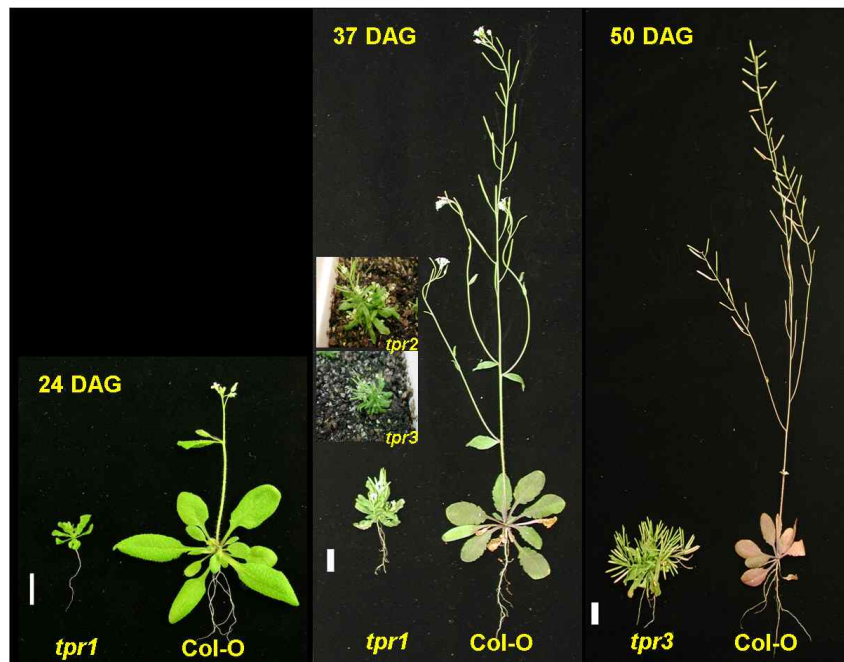 37 DAG
50 DAG
tpr2
tpr3
24 DAG
tpr1
Col-O
tpr1
Col-O
tpr3
Col-O